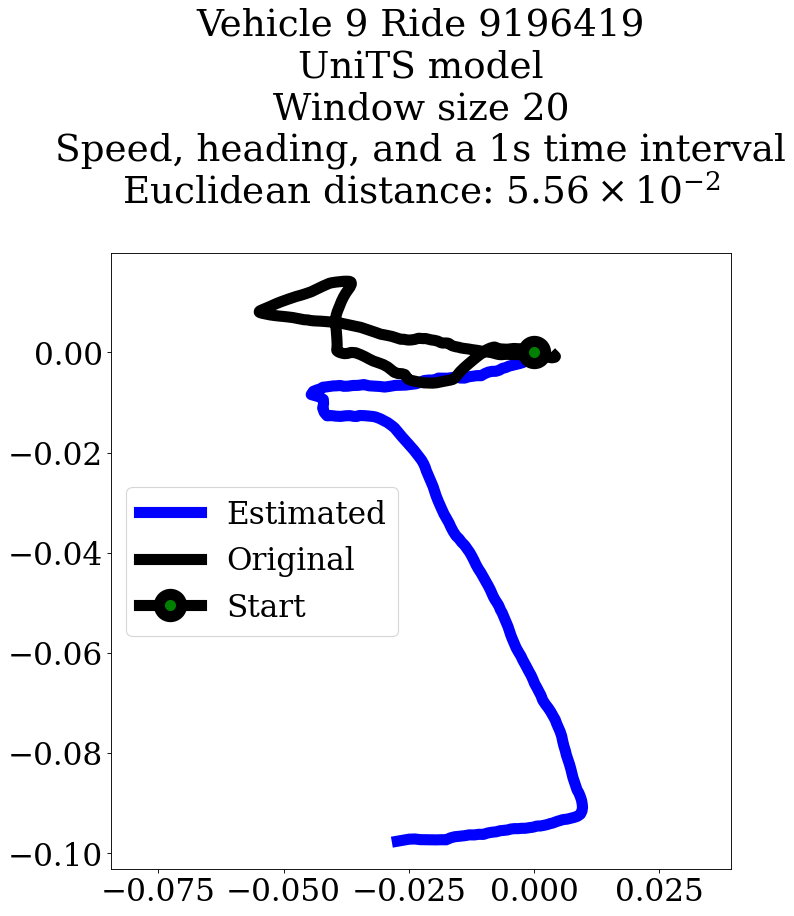 Vehicle 9 Ride 9196419
UniTS model
Window size 20
Speed, heading, and a 1s time interval
Euclidean distance: 5.56 × 10⁻²
0.00
−0.02
Estimated
−0.04
Original
Start
−0.06
−0.08
−0.10
−0.075 −0.050 −0.025 0.000 0.025